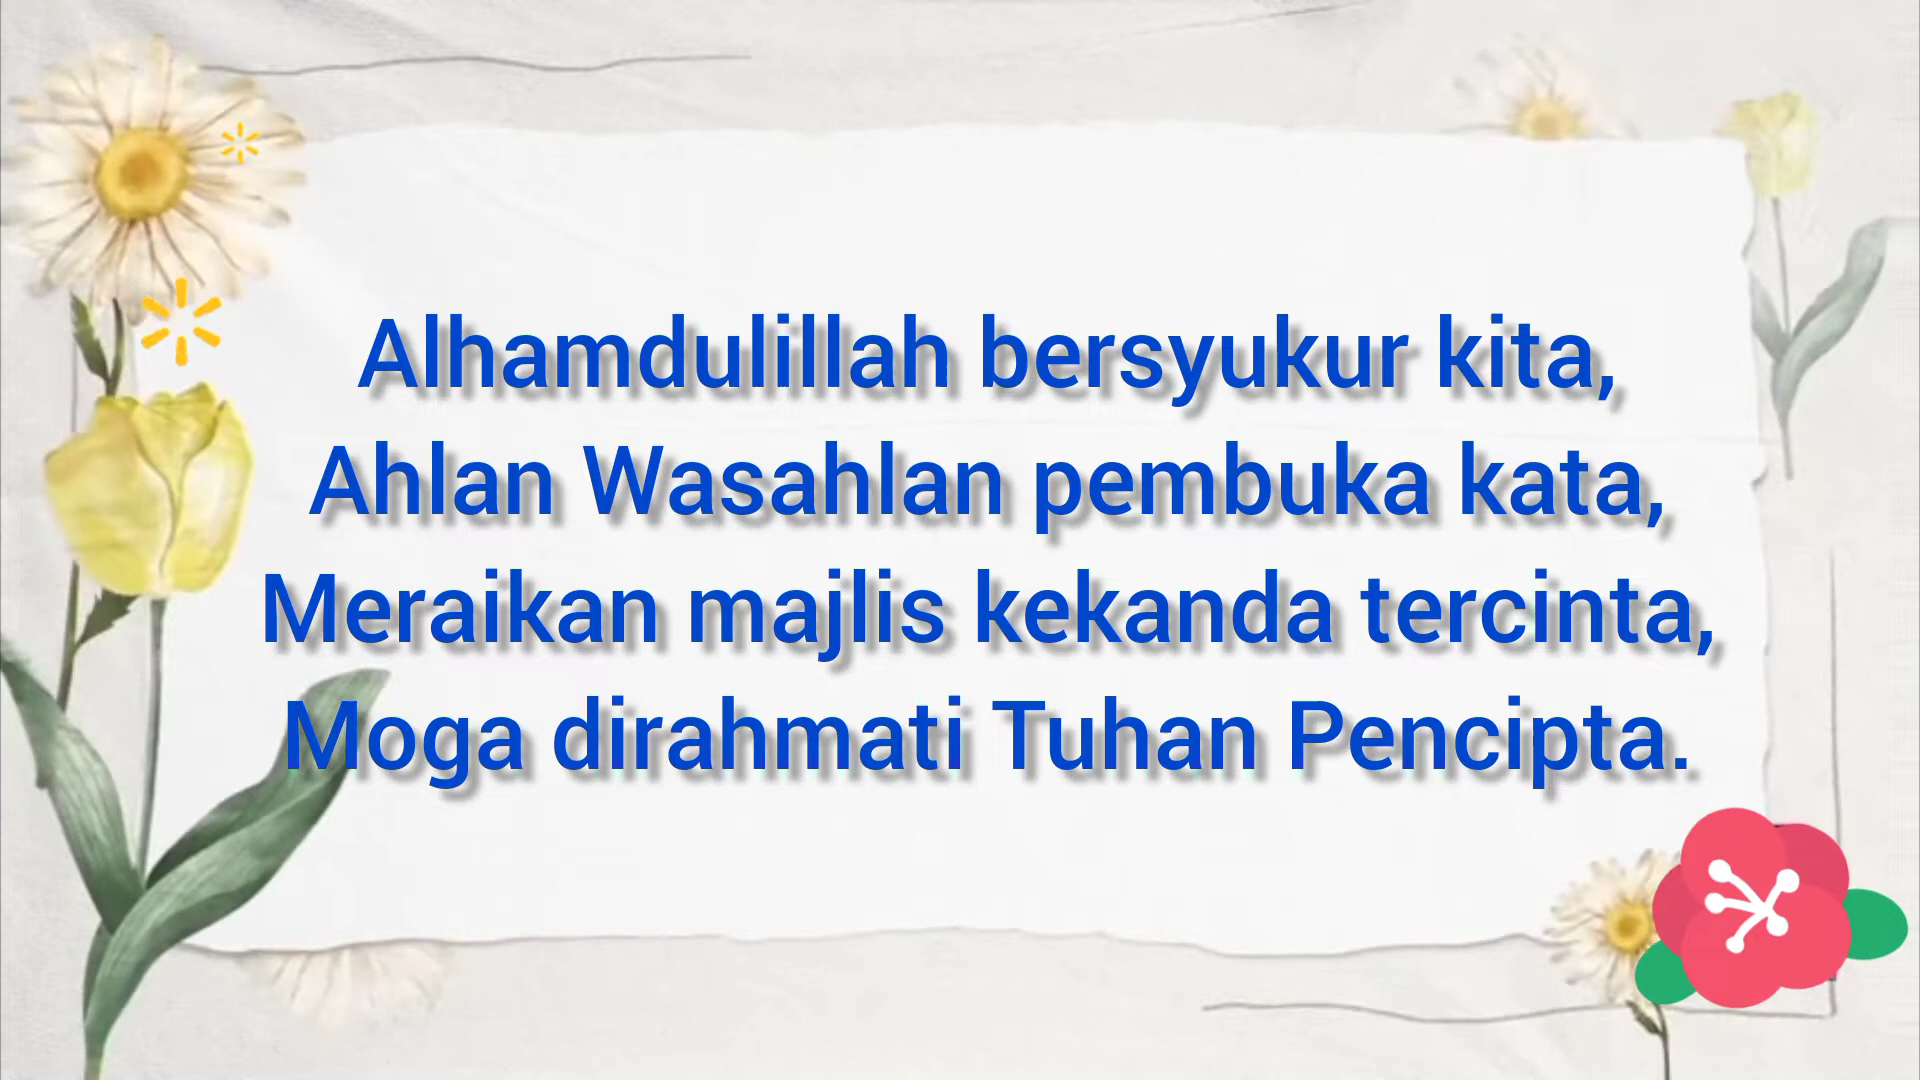 Alhamdulillah bersyukur kita,
Ahlan Wasahlan pembuka kata,
Meraikan majlis kekanda tercinta,
Moga dirahmati Tuhan Pencipta.